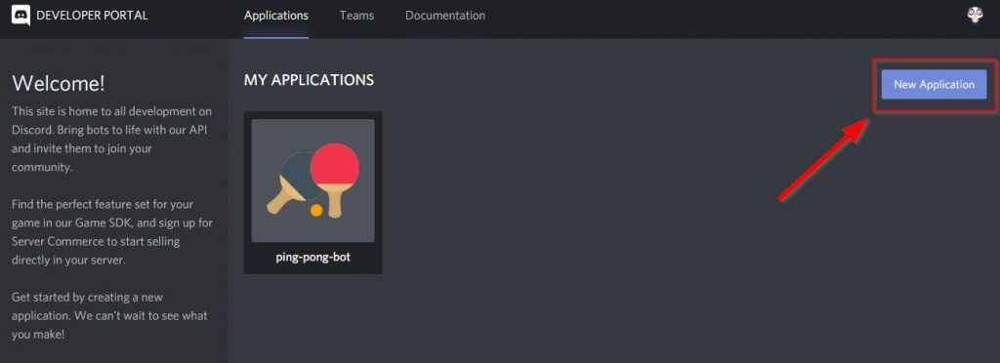 DEVELOPER PORTAL
Applications
Teams
Documentation
Welcome!
This site is home to all development on
Discord. Bring bots to life with our API
and invite them to join your
community.
Find the perfect feature set for your
game in our Game SDK, and sign up for
Server Commerce to start selling
directly in your server.
Get started by creating a new
application. We can't wait to see what
you make!
MY APPLICATIONS
New Application
ping-pong-bot